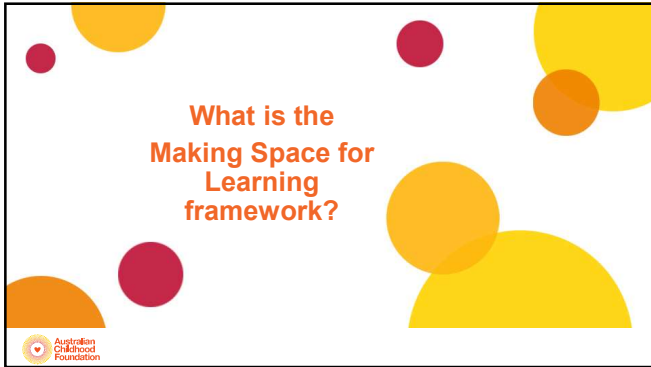 What is the
Making Space for
Learning
framework?
Australian
Childhood
Foundation